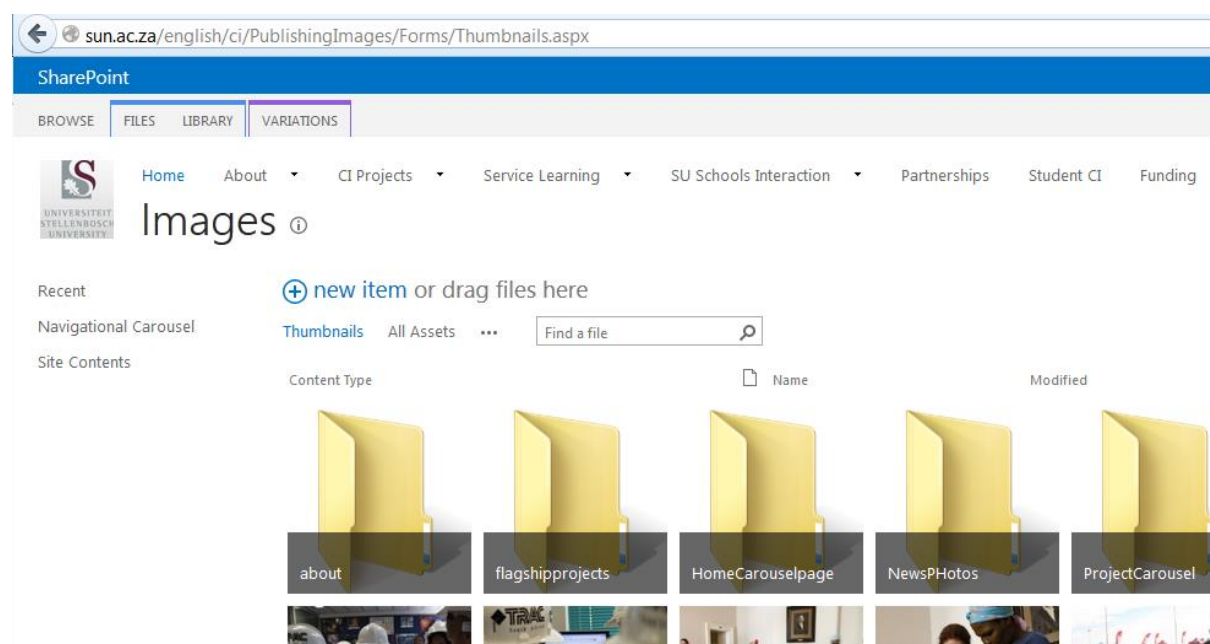 sun.ac.za/english/ci/PublishingImages/Forms/Thumbnails.aspx
SharePoint
BROWSE FILES LIBRARY VARIATIONS
Home About CI Projects Service Learning SU Schools Interaction Partnerships Student CI Funding
UNIVERSITEIT
STELLENBOSCH
UNIVERSITY
Images
Recent
Navigational Carousel
Site Contents
new item or drag files here
Thumbnails All Assets ... Find a file
Content Type Name Modified
about flagshipprojects HomeCarouselpage NewsPHotos ProjectCarousel
TRAC